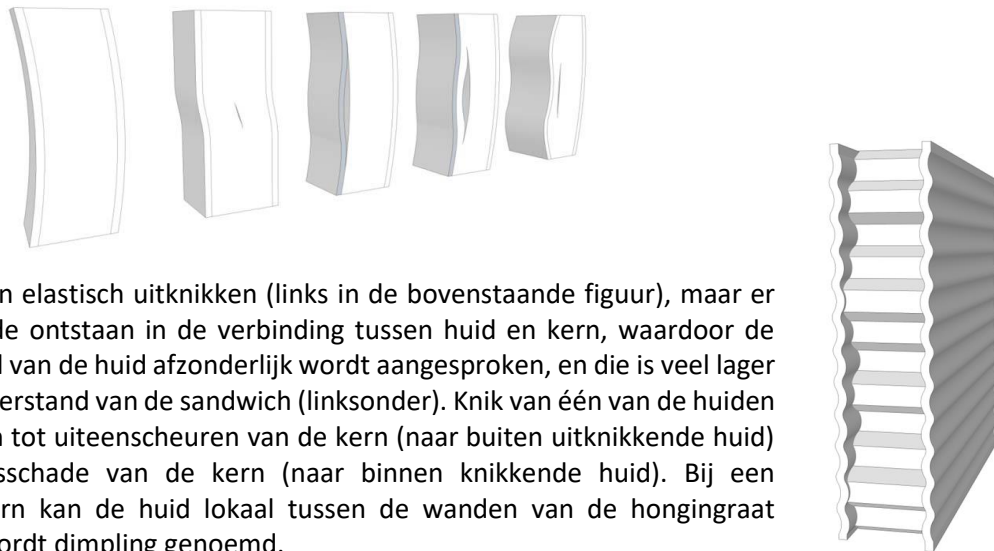 n elastisch uitknikken (links in de bovenstaande figuur), maar er
de ontstaan in de verbinding tussen huid en kern, waardoor de
van de huid afzonderlijk wordt aangesproken, en die is veel lager
erstand van de sandwich (linksonder). Knik van één van de huiden
tot uiteenscheuren van de kern (naar buiten uitknikkende huid)
sschade van de kern (naar binnen knikkende huid). Bij een
rn kan de huid lokaal tussen de wanden van de hongingraat
ordt dimpling genoemd.